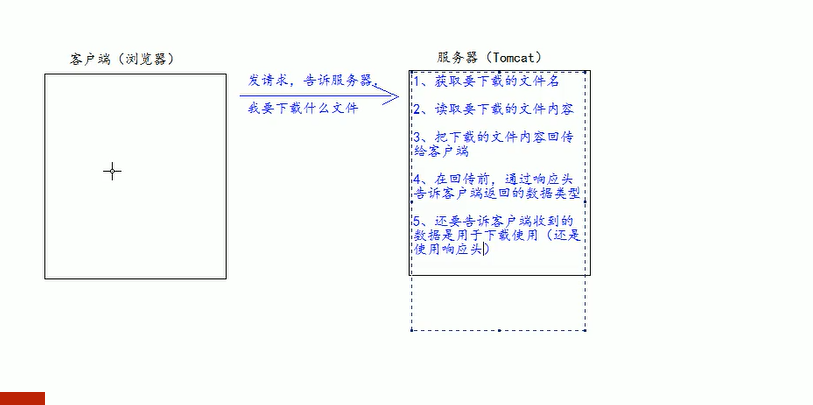 客户端（浏览器）
服务器（Tomcat）
发请求，告诉服务器，
我要下载什么文件
1、获取要下载的文件名
2、读取要下载的文件内容
3、把下载的文件内容回传
给客户端
4、在回传前，通过响应头
告诉客户端返回的数据类型
5、还要告诉客户端收到的
数据是用于下载使用（还是
使用响应头）